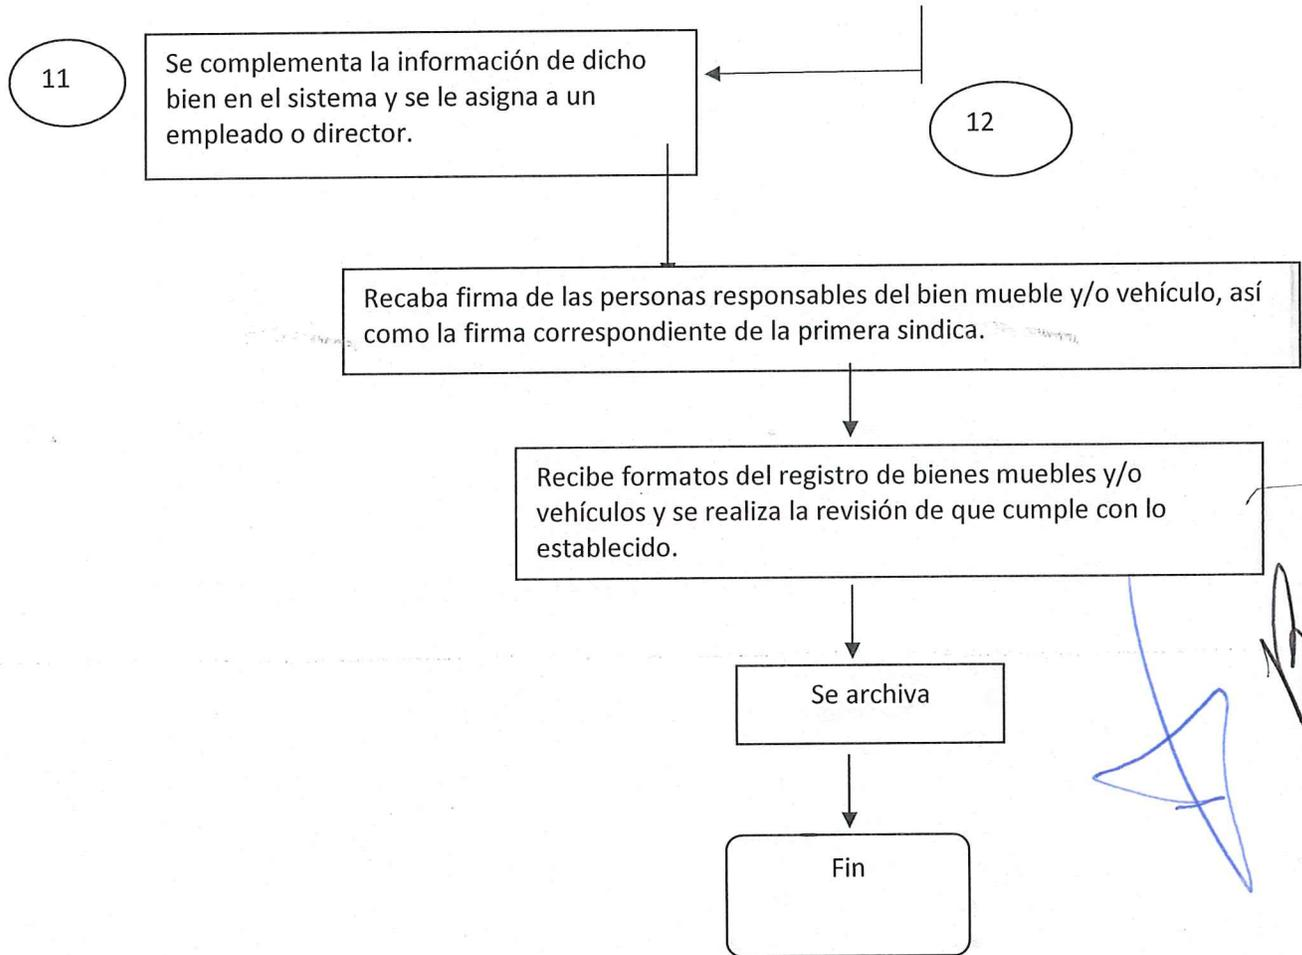 11
Se complementa la información de dicho
bien en el sistema y se le asigna a un
empleado o director.
12
Recaba firma de las personas responsables del bien mueble y/o vehículo, así
como la firma correspondiente de la primera sindica.
Recibe formatos del registro de bienes muebles y/o
vehículos y se realiza la revisión de que cumple con lo
establecido.
Se archiva
Fin